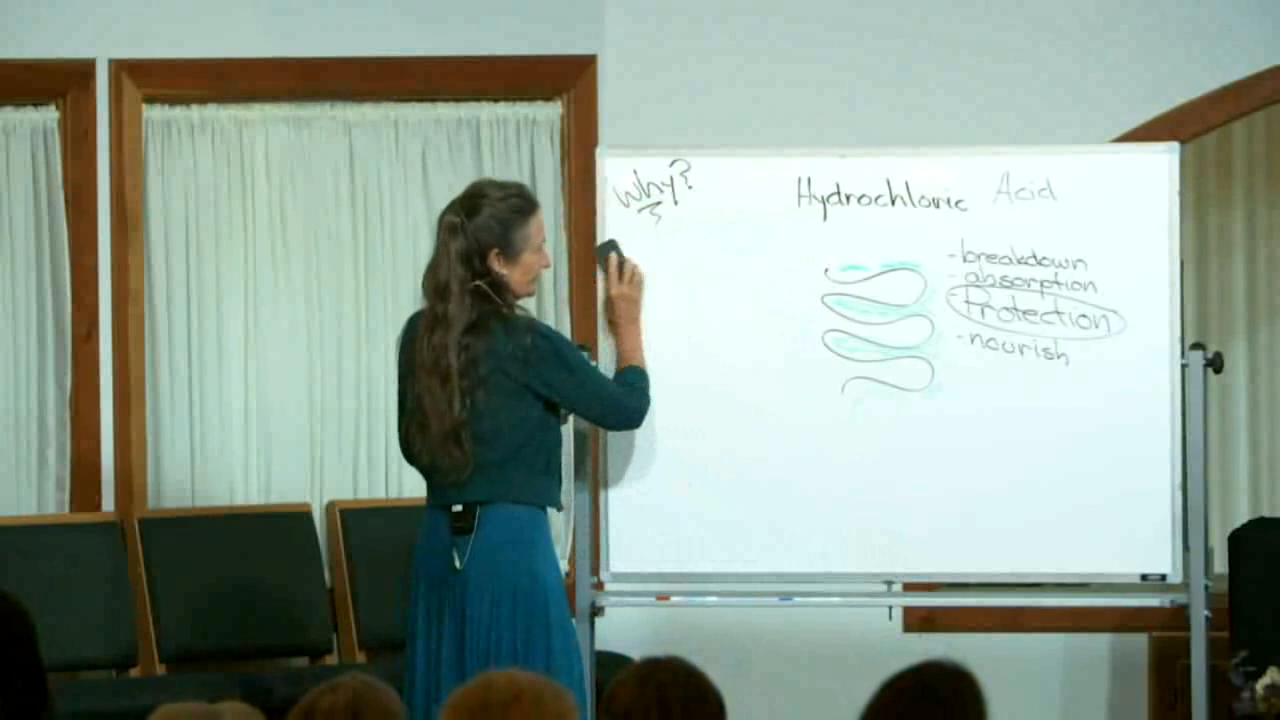 Why?
Hydrochloric Acid
- breakdown
- absorption
- Protection
- nourish